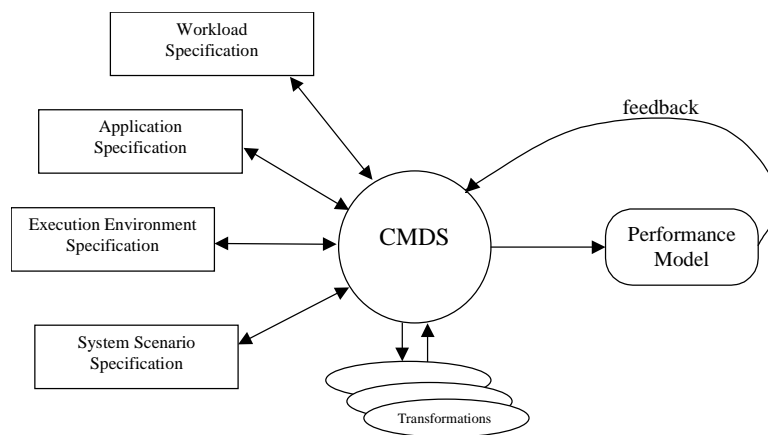 Workload
Specification
Application
Specification
Execution Environment
Specification
System Scenario
Specification
CMDS
feedback
Performance
Model
Transformations